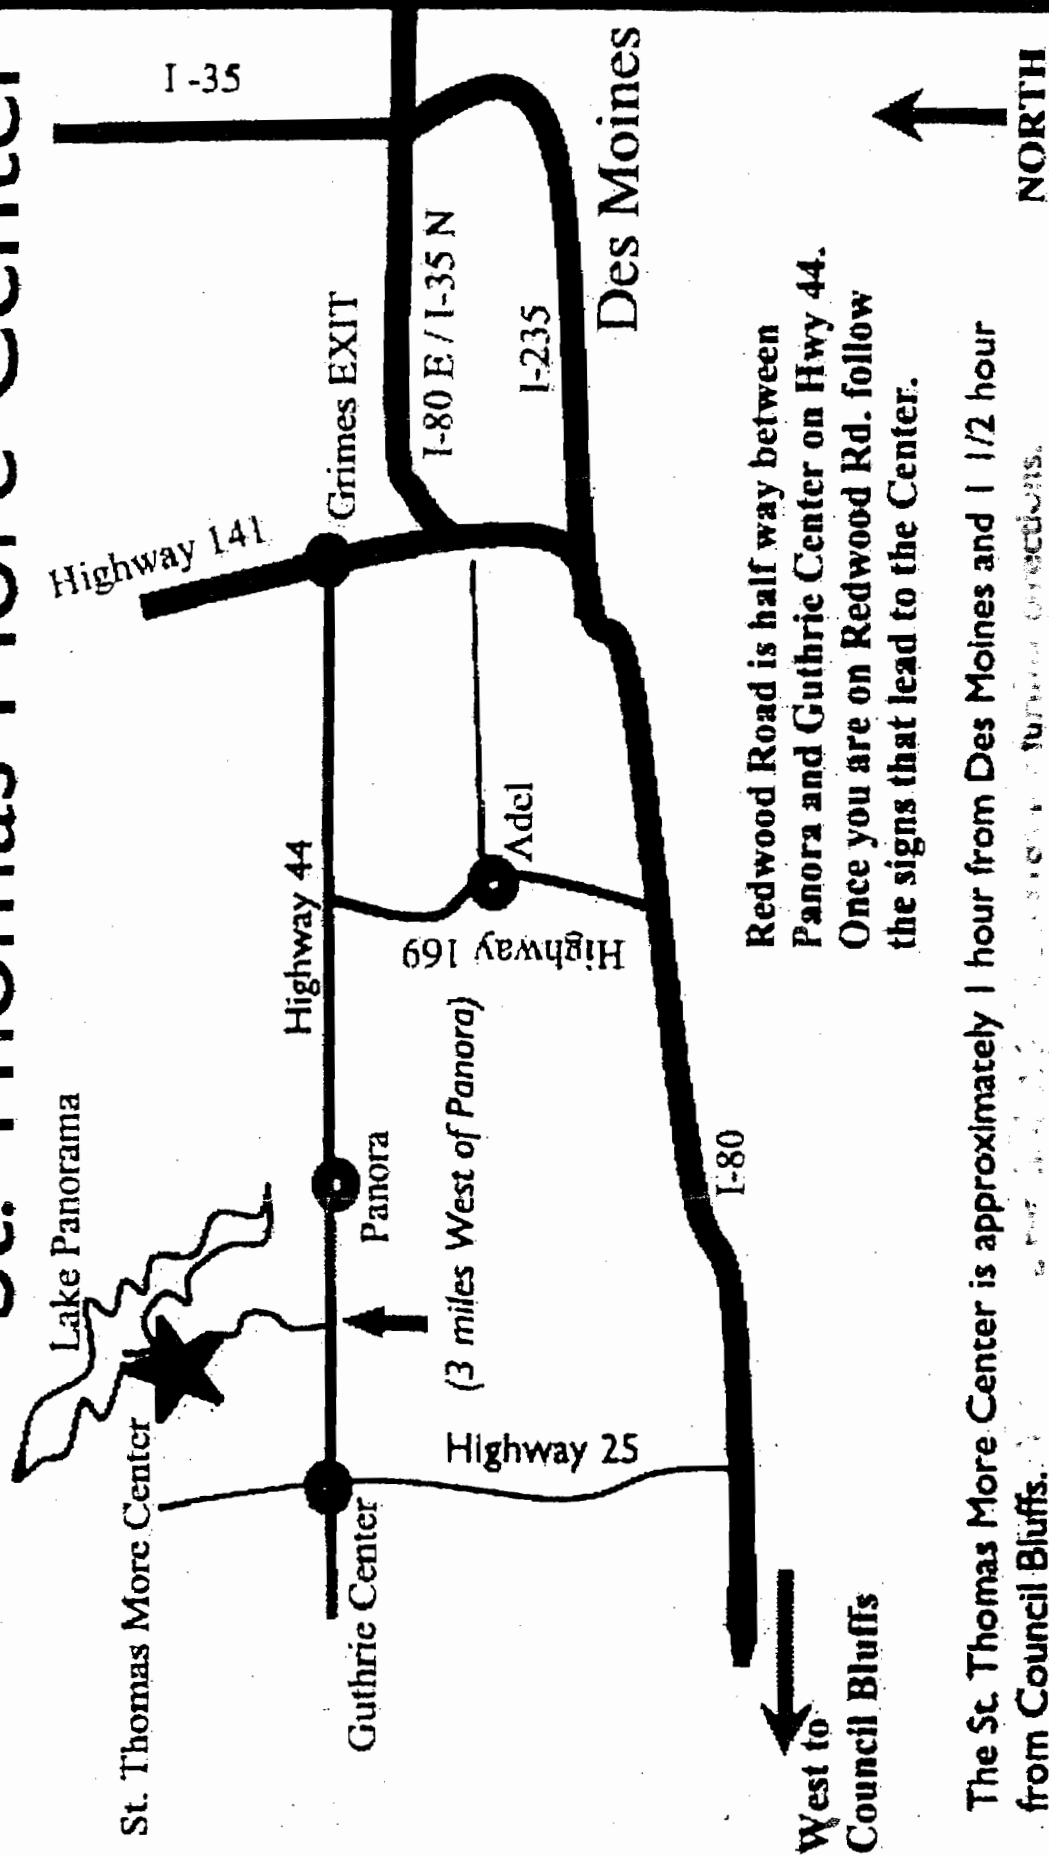 St. Thomas More Center
I -35
Lake Panorama
Highway 141
St. Thomas More Center
Highway 44
Grimes EXIT
Guthrie Center
Panora
I-80 E / I-35 N
(3 miles West of Panora)
Highway 169
Highway 25
Adel
I-235
Des Moines
I-80
West to
Council Bluffs
Redwood Road is half way between
Panora and Guthrie Center on Hwy 44.
Once you are on Redwood Rd. follow
the signs that lead to the Center.
NORTH
The St. Thomas More Center is approximately 1 hour from Des Moines and 1 1/2 hour
from Council Bluffs.
directions.